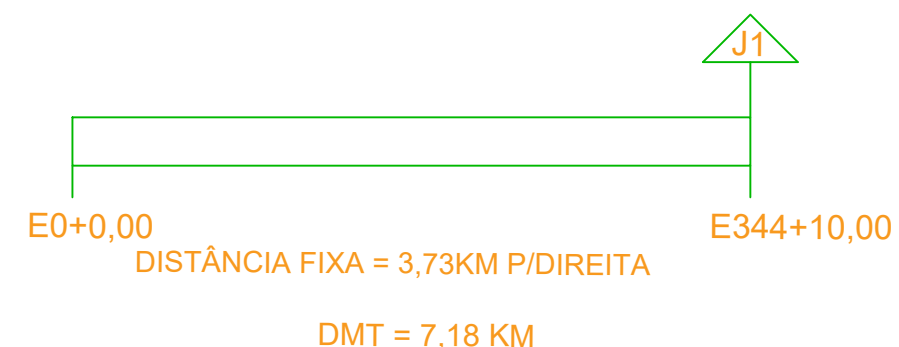 J1
E0+0,00
E344+10,00
DISTÂNCIA FIXA = 3,73KM P/DIREITA
DMT = 7,18 KM